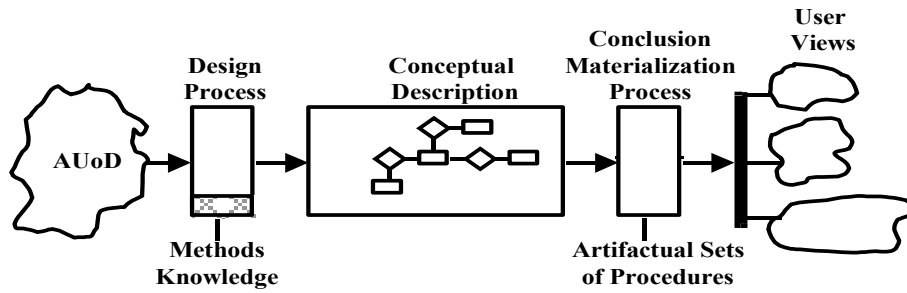 User
Views
Conclusion
Materialization
Process
Design
Process
Conceptual
Description
AUoD
Methods
Knowledge
Artifactual Sets
of Procedures